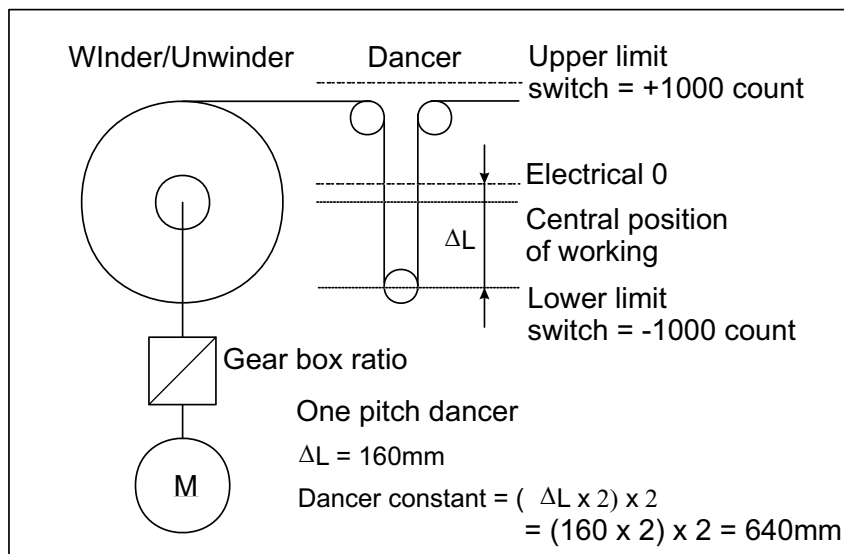 WInder/Unwinder
Dancer
Upper limit
switch = +1000 count
Electrical 0
Central position
of working
ΔL
Lower limit
switch = -1000 count
Gear box ratio
M
One pitch dancer
ΔL = 160mm
Dancer constant = ( ΔL x 2) x 2
= (160 x 2) x 2 = 640mm